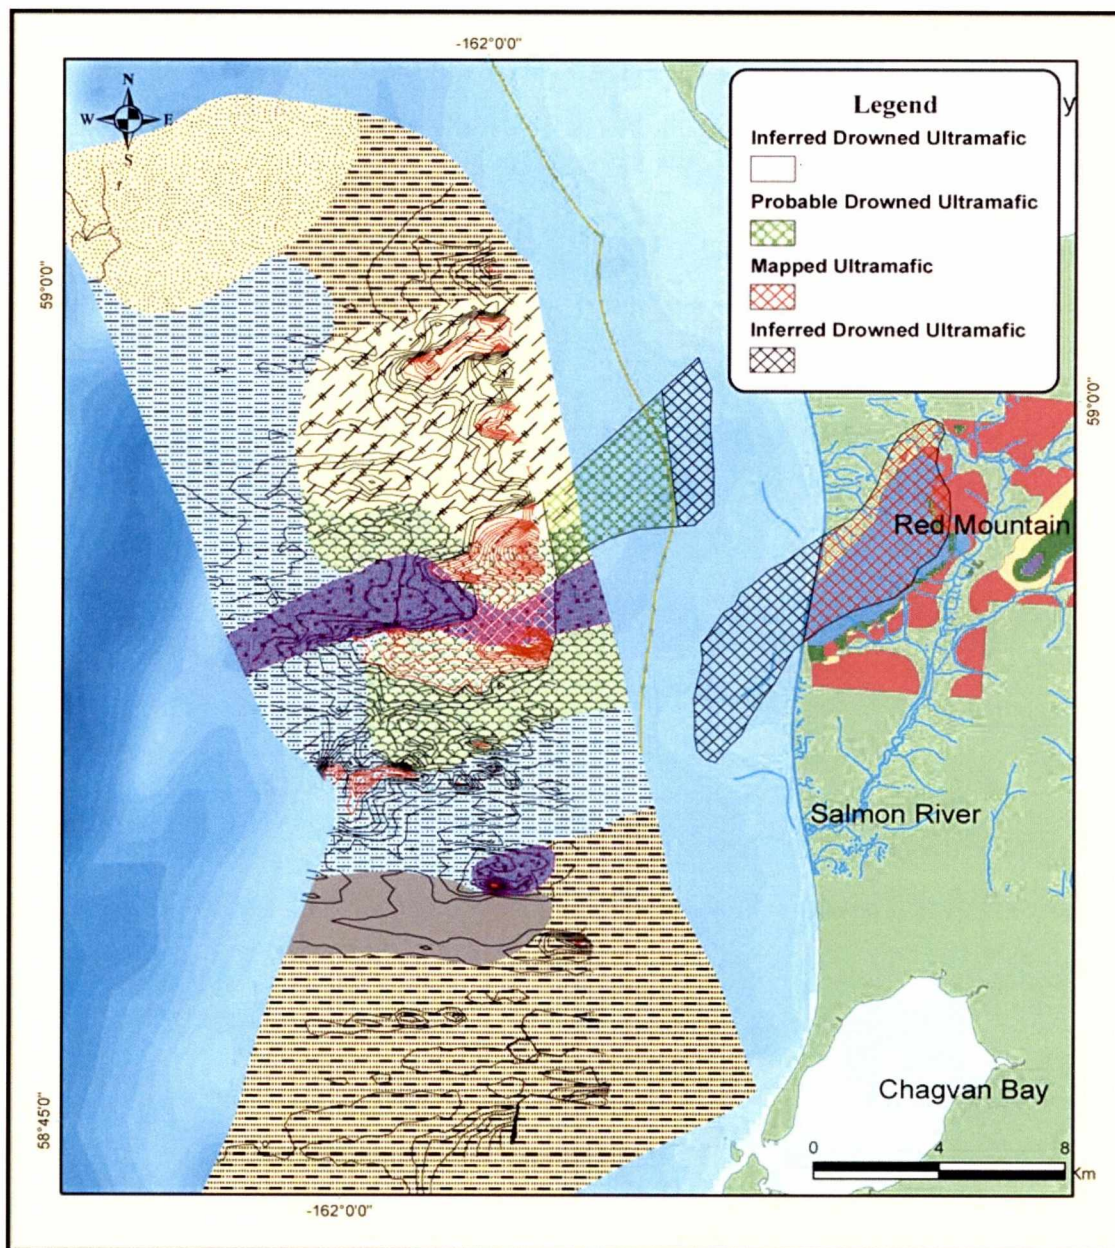 -162°0'0"
N
W E
S
Legend
y
Inferred Drowned Ultramafic
Probable Drowned Ultramafic
Mapped Ultramafic
Inferred Drowned Ultramafic
59°0'0"
59°0'0"
Red Mountain
Salmon River
Chagvan Bay
58°45'0"
0 4 8
Km
-162°0'0"